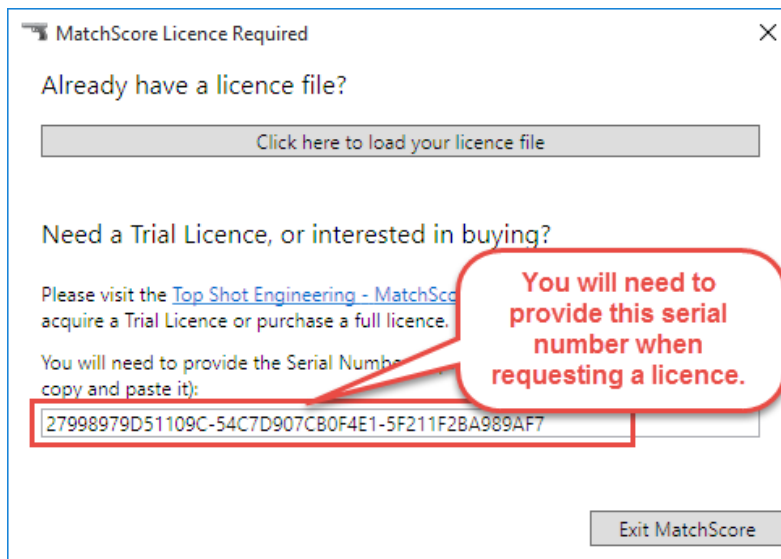 MatchScore Licence Required
Already have a licence file?
Click here to load your licence file
Need a Trial Licence, or interested in buying?
Please visit the Top Shot Engineering - MatchSco
acquire a Trial Licence or purchase a full licence.
You will need to provide the Serial Numbe
copy and paste it):
27998979D51109C-54C7D907CB0F4E1-5F211F2BA989AF7
You will need to
provide this serial
number when
requesting a licence.
Exit MatchScore